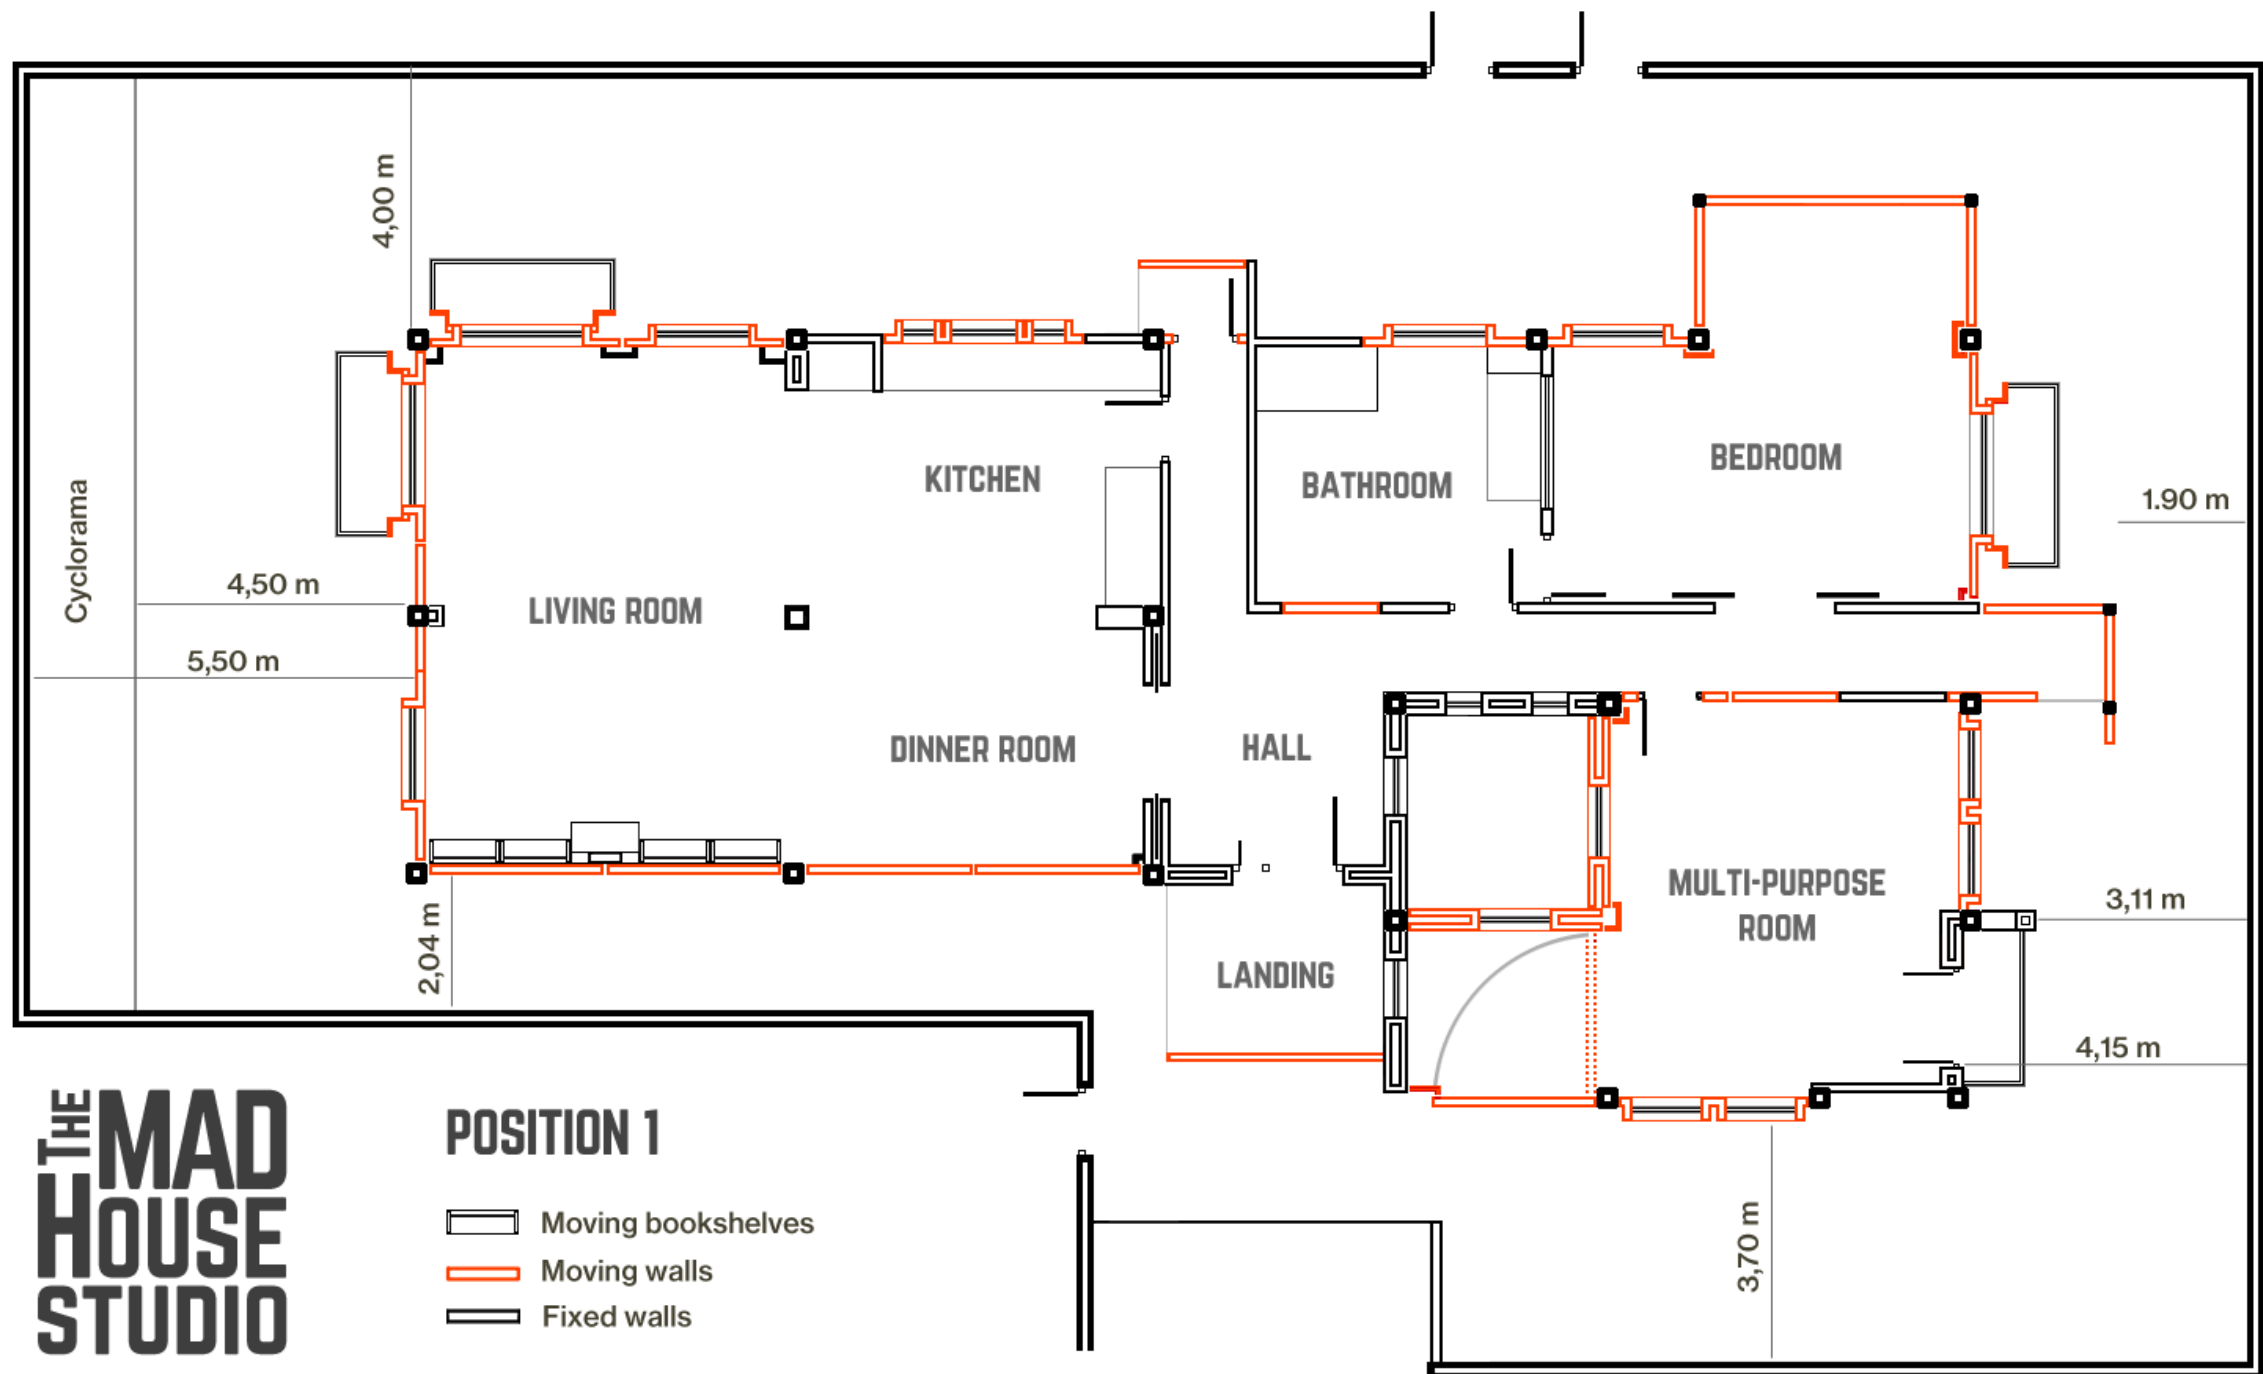 4,00 m
Cyclorama
4,50 m
5,50 m
LIVING ROOM
KITCHEN
BATHROOM
BEDROOM
1.90 m
DINNER ROOM
HALL
MULTI-PURPOSE
ROOM
3,11 m
2,04 m
LANDING
4,15 m
3,70 m
THE MAD
HOUSE
STUDIO
POSITION 1
Moving bookshelves
Moving walls
Fixed walls